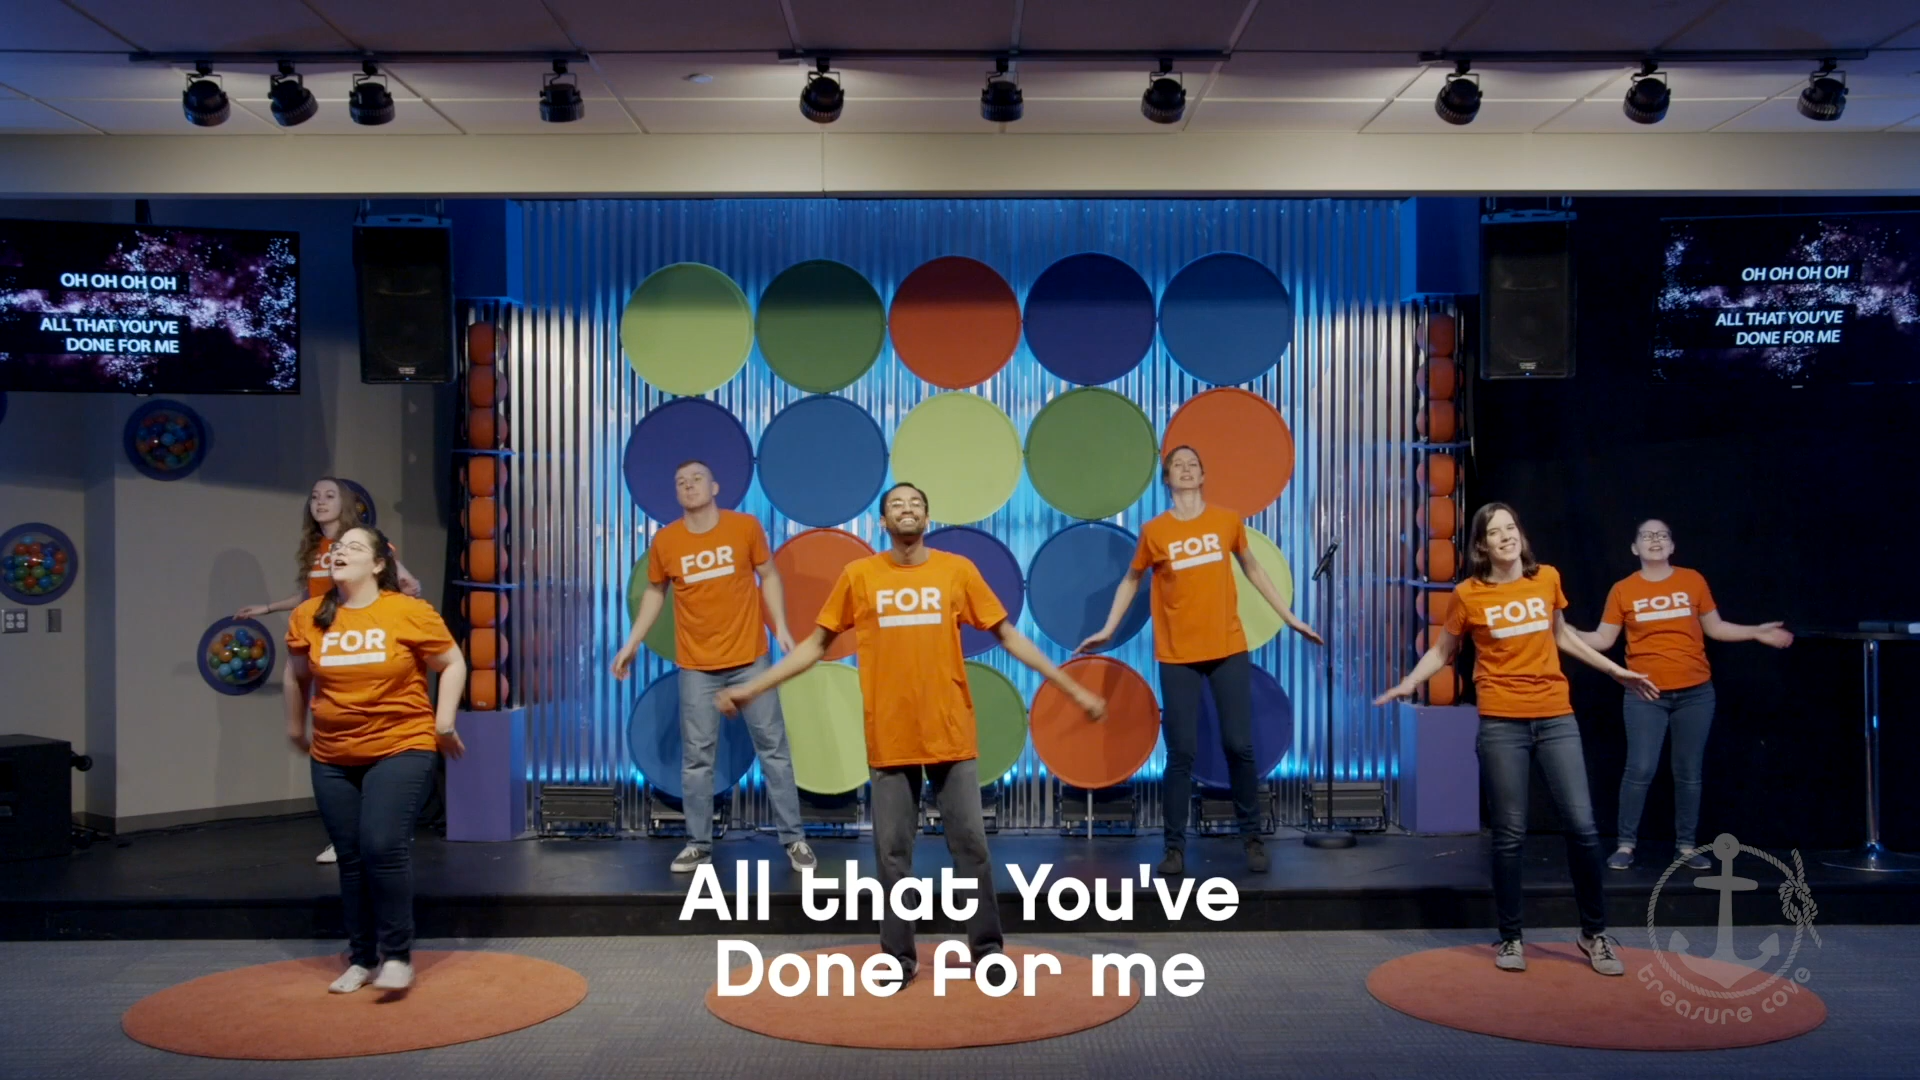 OH OH OH OH
ALL THAT YOU'VE
DONE FOR ME
OH OH OH OH
ALL THAT YOU'VE
DONE FOR ME
FOR
FOR
FOR
FOR
FOR
FOR
All that You've
Done for me
treasure cove